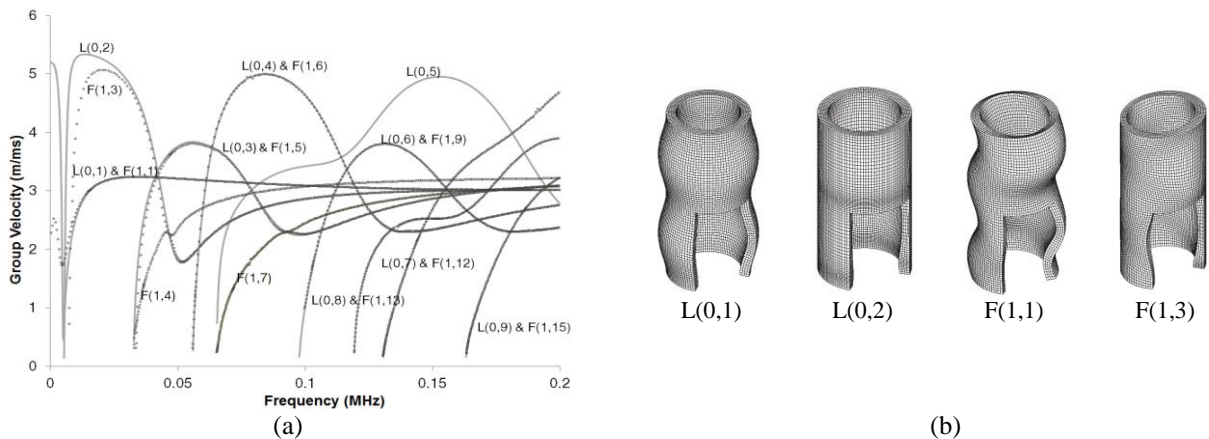 6
L(0,2)
L(0,4) & F(1,6)
L(0,5)
5
F(1,3)
4
L(0,3) & F(1,5)
L(0,6) & F(1,9)
L(0,1) & F(1,1)
3
2
L(0,7) & F(1,12)
F(1,7)
F(1,4)
L(0,8) & F(1,13)
1
L(0,9) & F(1,15)
0
Group Velocity (m/ms)
0 0.05 0.1 0.15 0.2
Frequency (MHz)
(a)
L(0,1) L(0,2) F(1,1) F(1,3)
(b)